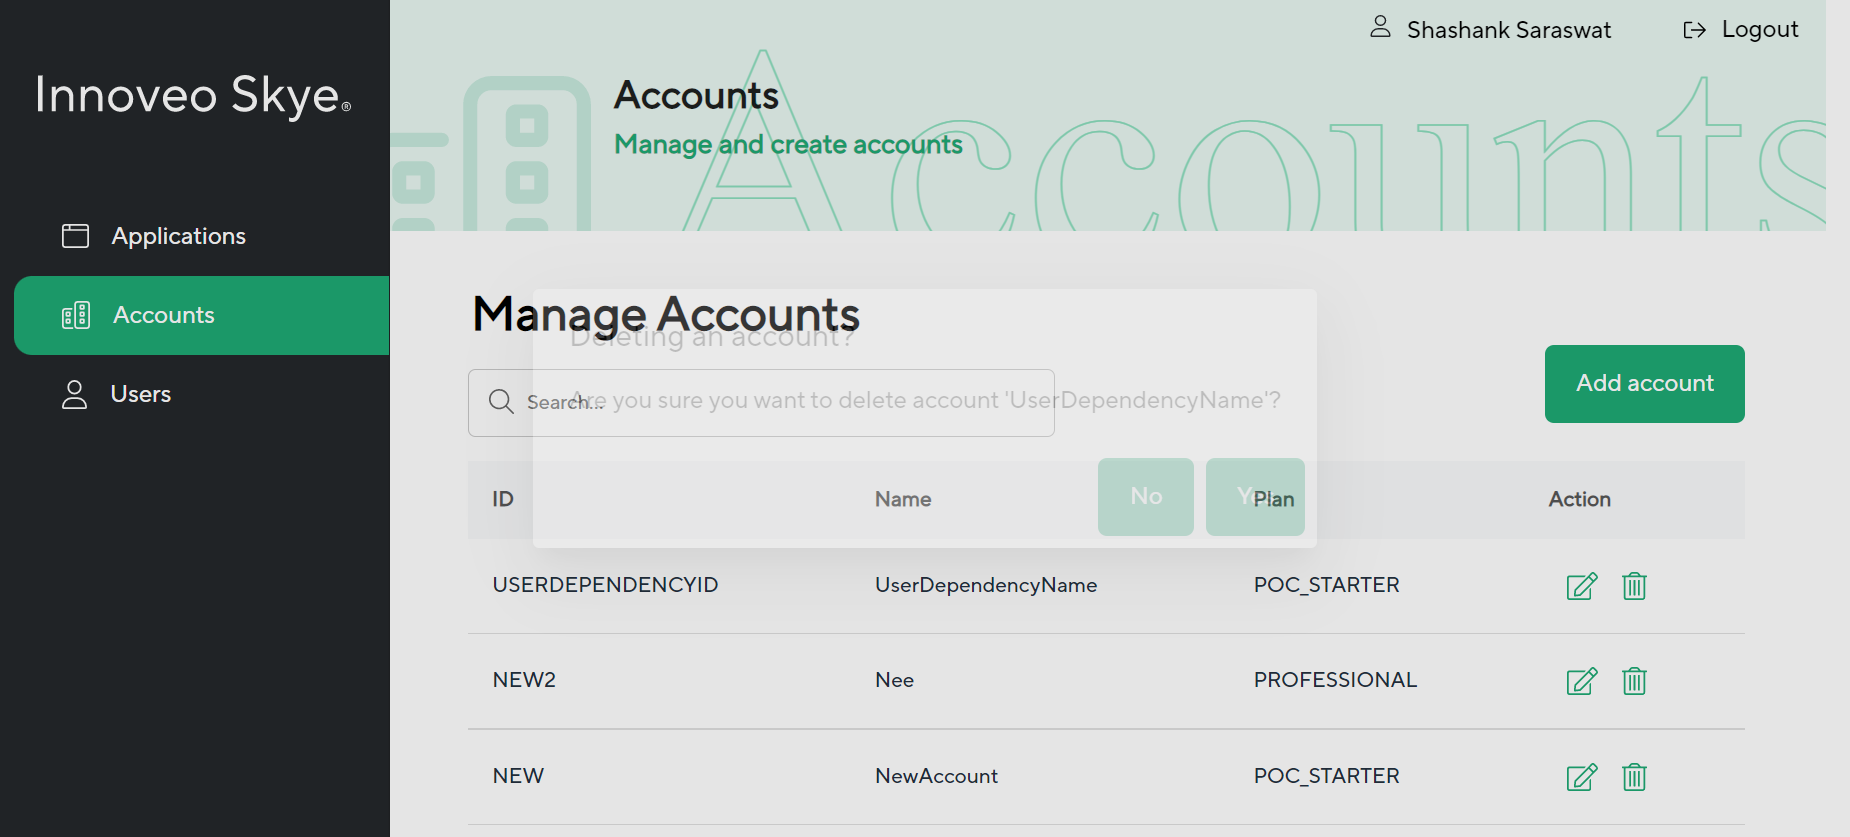 Shashank Saraswat
Logout
Innoveo Skye®
Accounts
Manage and create accounts
Accounts
Applications
Accounts
Users
Manage Accounts
Deleting an account?
Add account
Search...
Are you sure you want to delete account 'UserDependencyName'?
No
Yes
ID Name Plan Action
USERDEPENDENCYID UserDependencyName POC_STARTER
NEW2 Nee PROFESSIONAL
NEW NewAccount POC_STARTER